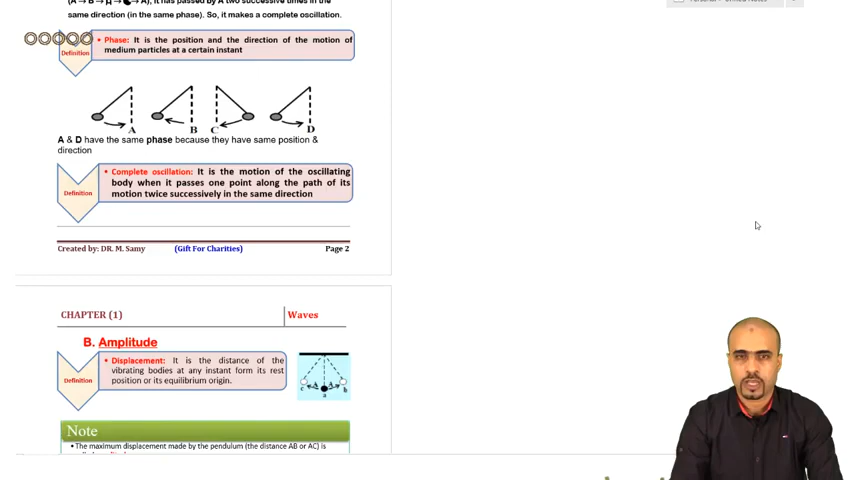 same direction (in the same phase). So, it makes a complete oscillation.
Definition
• Phase: It is the position and the direction of the motion of
medium particles at a certain instant
A B C D
A & D have the same phase because they have same position &
direction
Definition
• Complete oscillation: It is the motion of the oscillating
body when it passes one point along the path of its
motion twice successively in the same direction
Created by: DR. M. Samy (Gift For Charities) Page 2
CHAPTER (1) Waves
B. Amplitude
Definition
• Displacement: It is the distance of the
vibrating bodies at any instant form its rest
position or its equilibrium origin.
c A A b
a
Note
• The maximum displacement made by the pendulum (the distance AB or AC) is